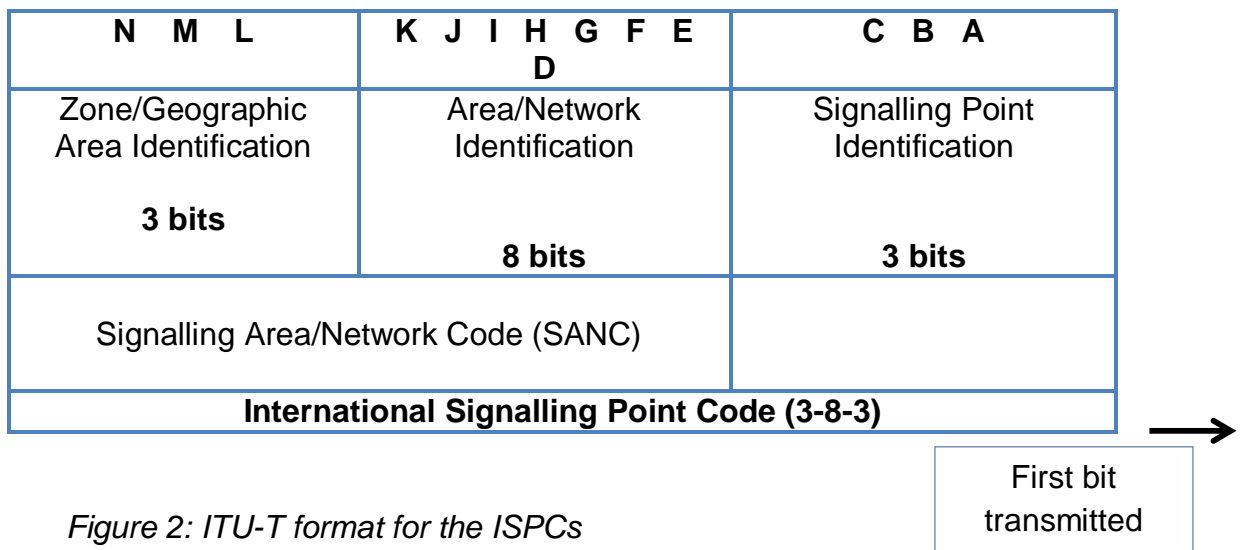 N M L
K J I H G F E
D
C B A
Zone/Geographic
Area Identification
3 bits
Area/Network
Identification
8 bits
Signalling Point
Identification
3 bits
Signalling Area/Network Code (SANC)
International Signalling Point Code (3-8-3)
First bit
transmitted
Figure 2: ITU-T format for the ISPCs